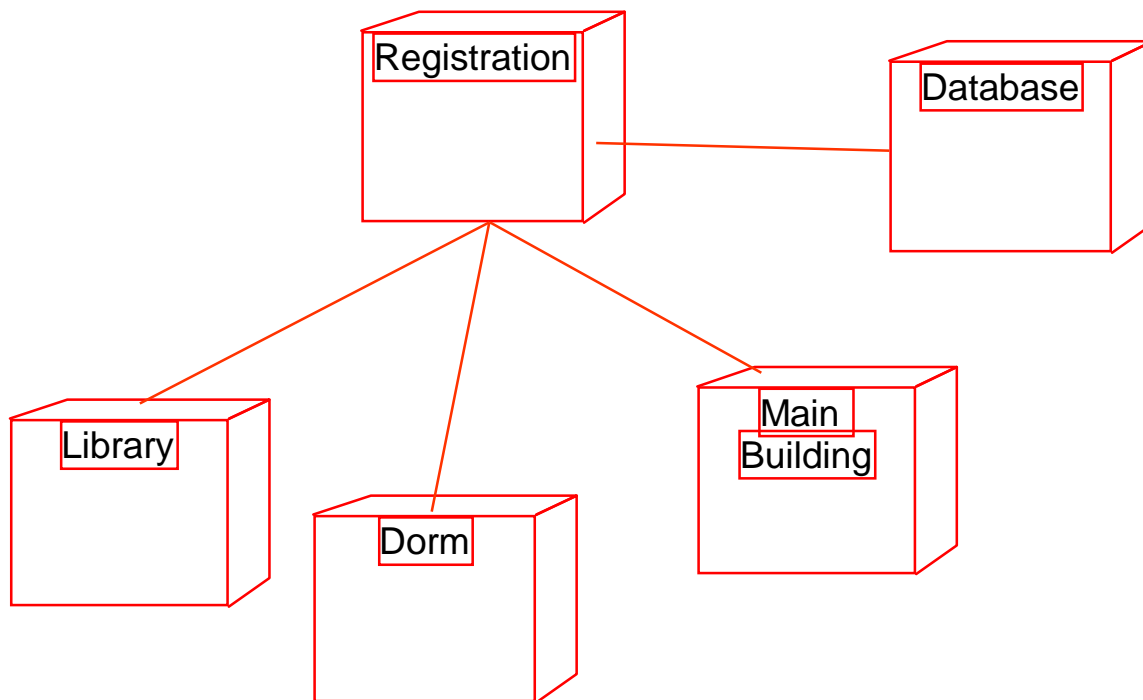 Registration
Database
Main
Building
Library
Dorm